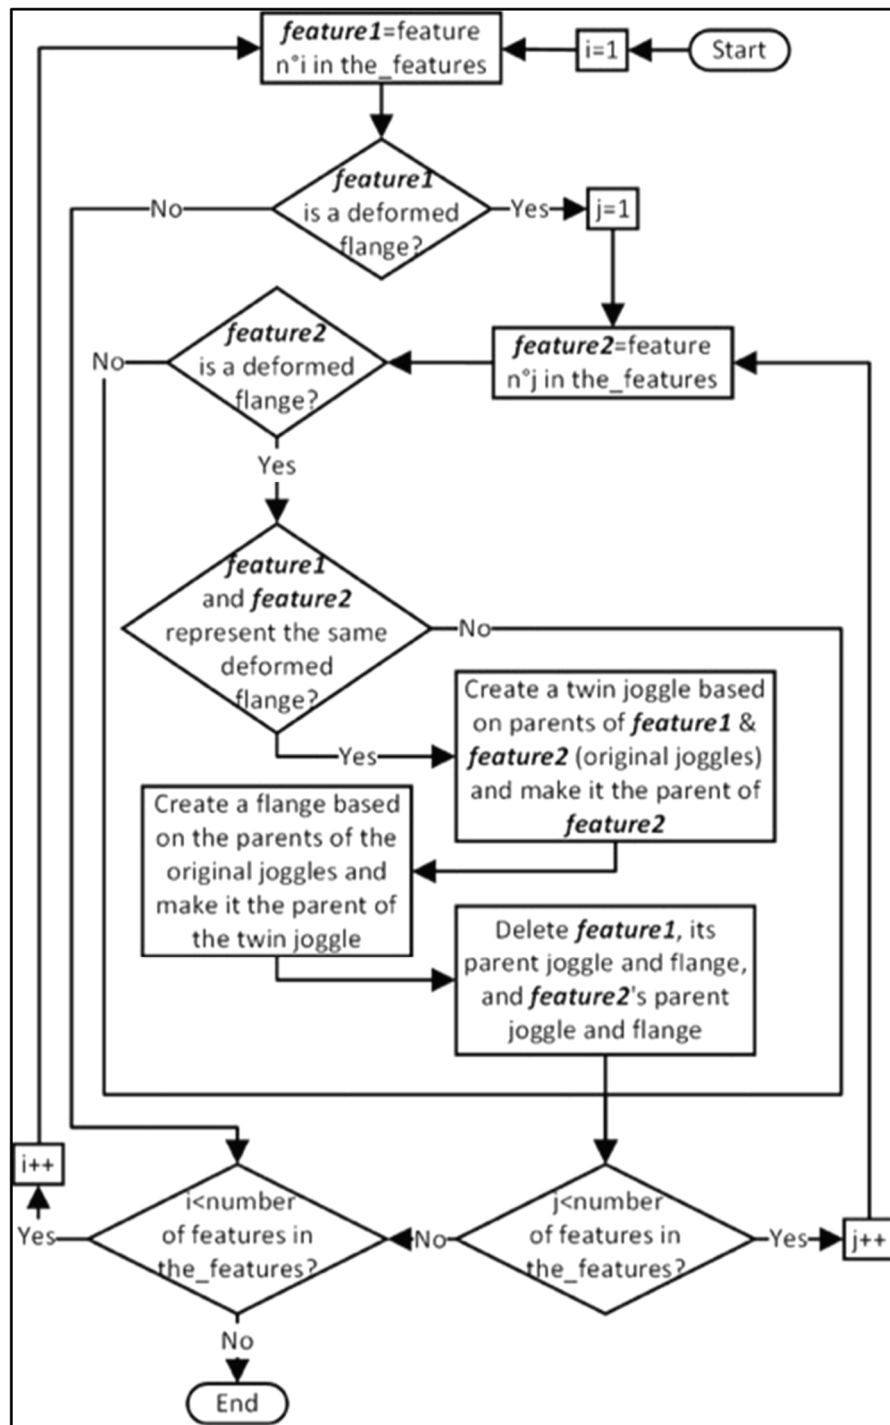 Start
i=1
feature1=feature
n°i in the_features
feature1
is a deformed
flange?
No
Yes
j=1
feature2=feature
n°j in the_features
feature2
is a deformed
flange?
No
Yes
feature1
and feature2
represent the same
deformed
flange?
No
Yes
Create a twin joggle based
on parents of feature1 &
feature2 (original joggles)
and make it the parent of
feature2
Create a flange based
on the parents of the
original joggles and
make it the parent of
the twin joggle
Delete feature1, its
parent joggle and flange,
and feature2's parent
joggle and flange
j<number
of features in
the_features?
Yes
j++
No
i<number
of features in
the_features?
Yes
i++
No
End